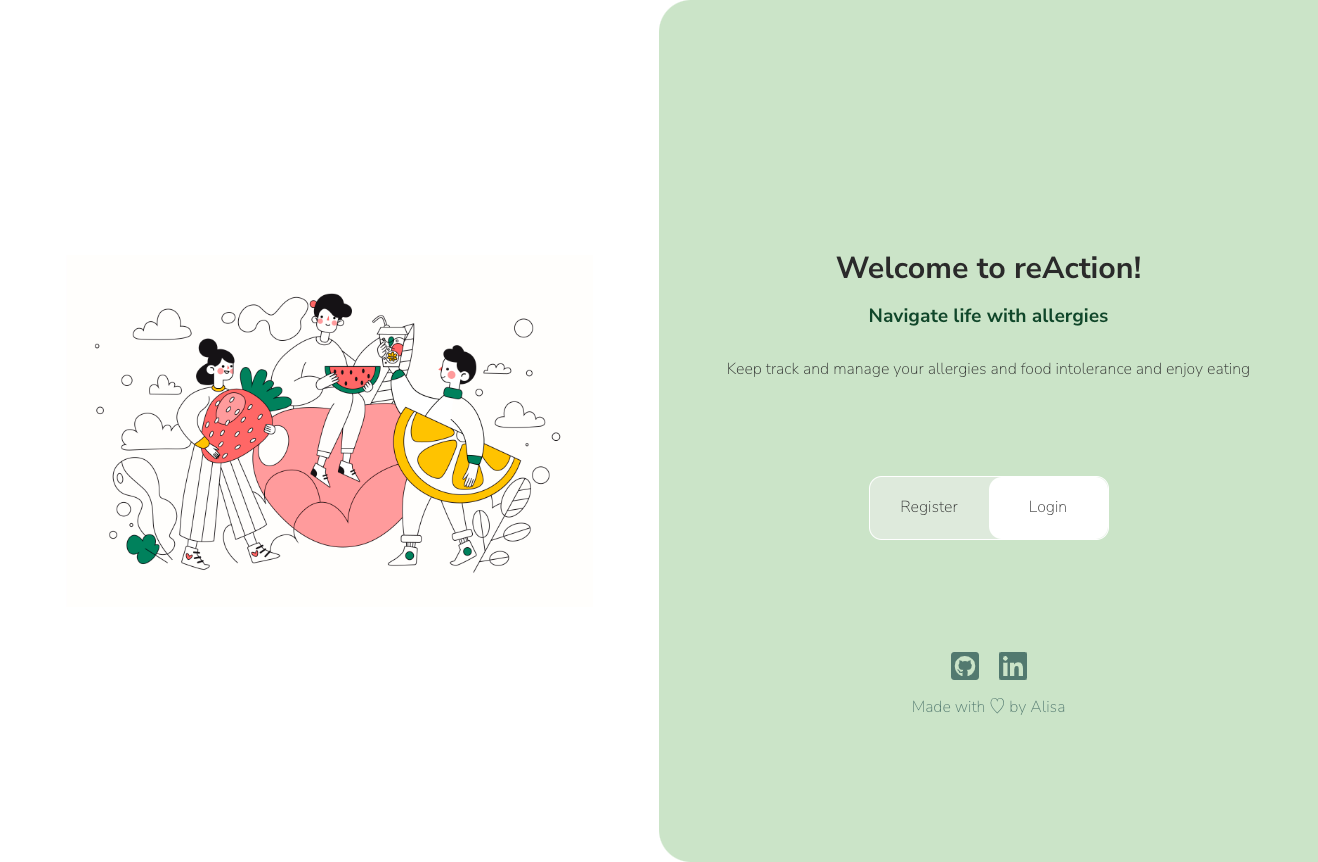 Welcome to reAction!
Navigate life with allergies
Keep track and manage your allergies and food intolerance and enjoy eating
Register
Login
in
Made with ♡ by Alisa